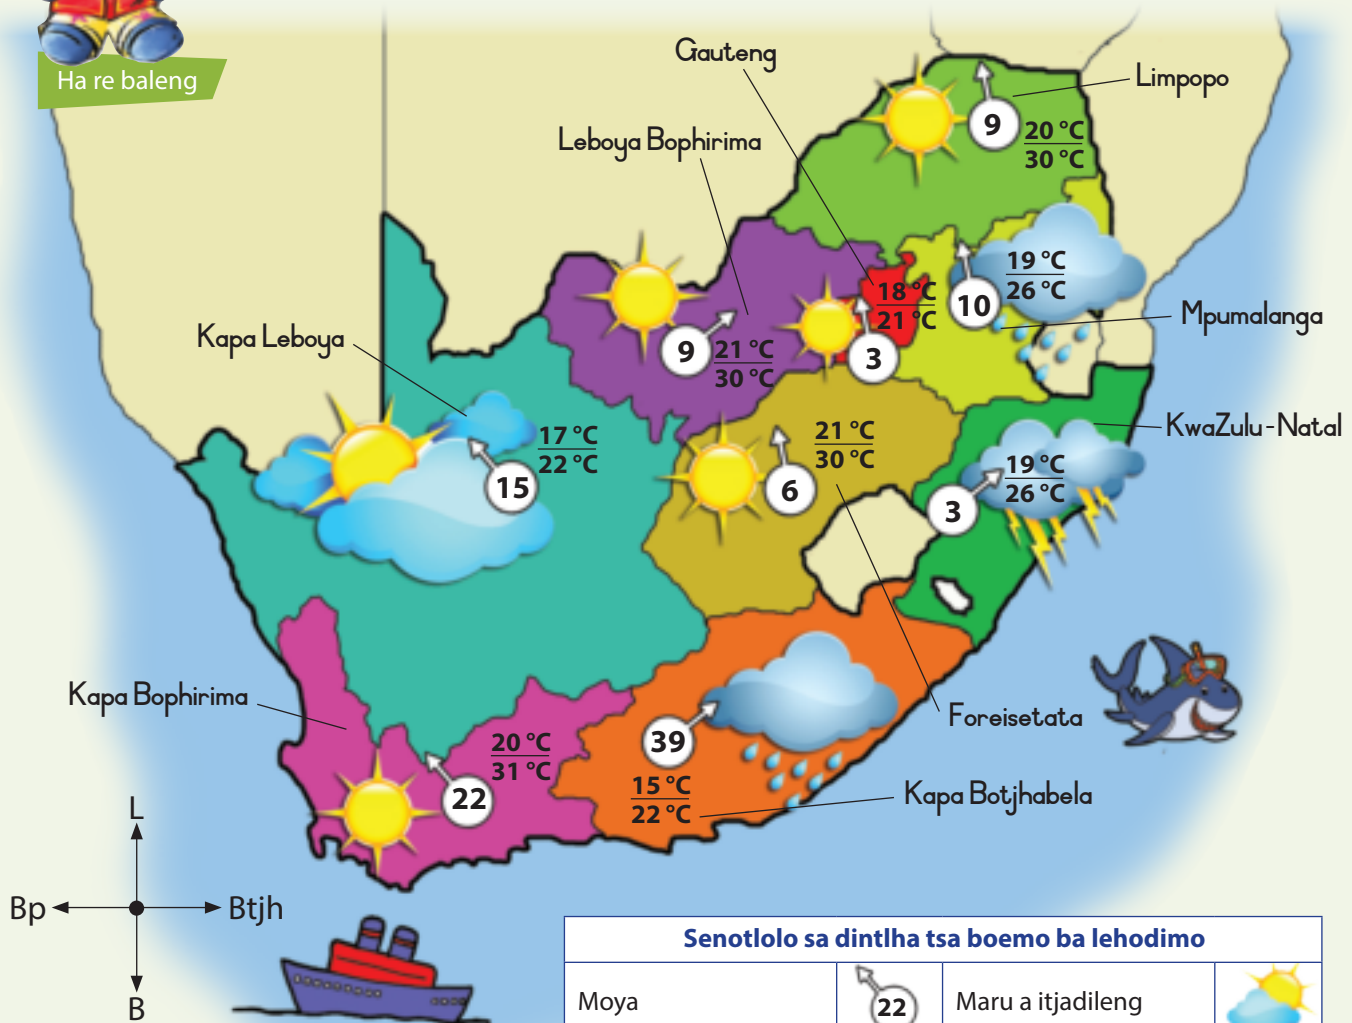 Ha re baleng
Gauteng
Limpopo
9
20 °C
30 °C
Leboya Bophirima
19 °C
26 °C
10
18 °C
21 °C
3
Mpumalanga
Kapa Leboya
9
21 °C
30 °C
KwaZulu-Natal
17 °C
22 °C
15
21 °C
30 °C
6
19 °C
26 °C
3
Kapa Bophirima
Foreisetata
39
15 °C
22 °C
20 °C
31 °C
22
Kapa Botjhabela
L
Bp
Btjh
B
Senotlolo sa dintlha tsa boemo ba lehodimo
Moya
22
Maru a itjadileng